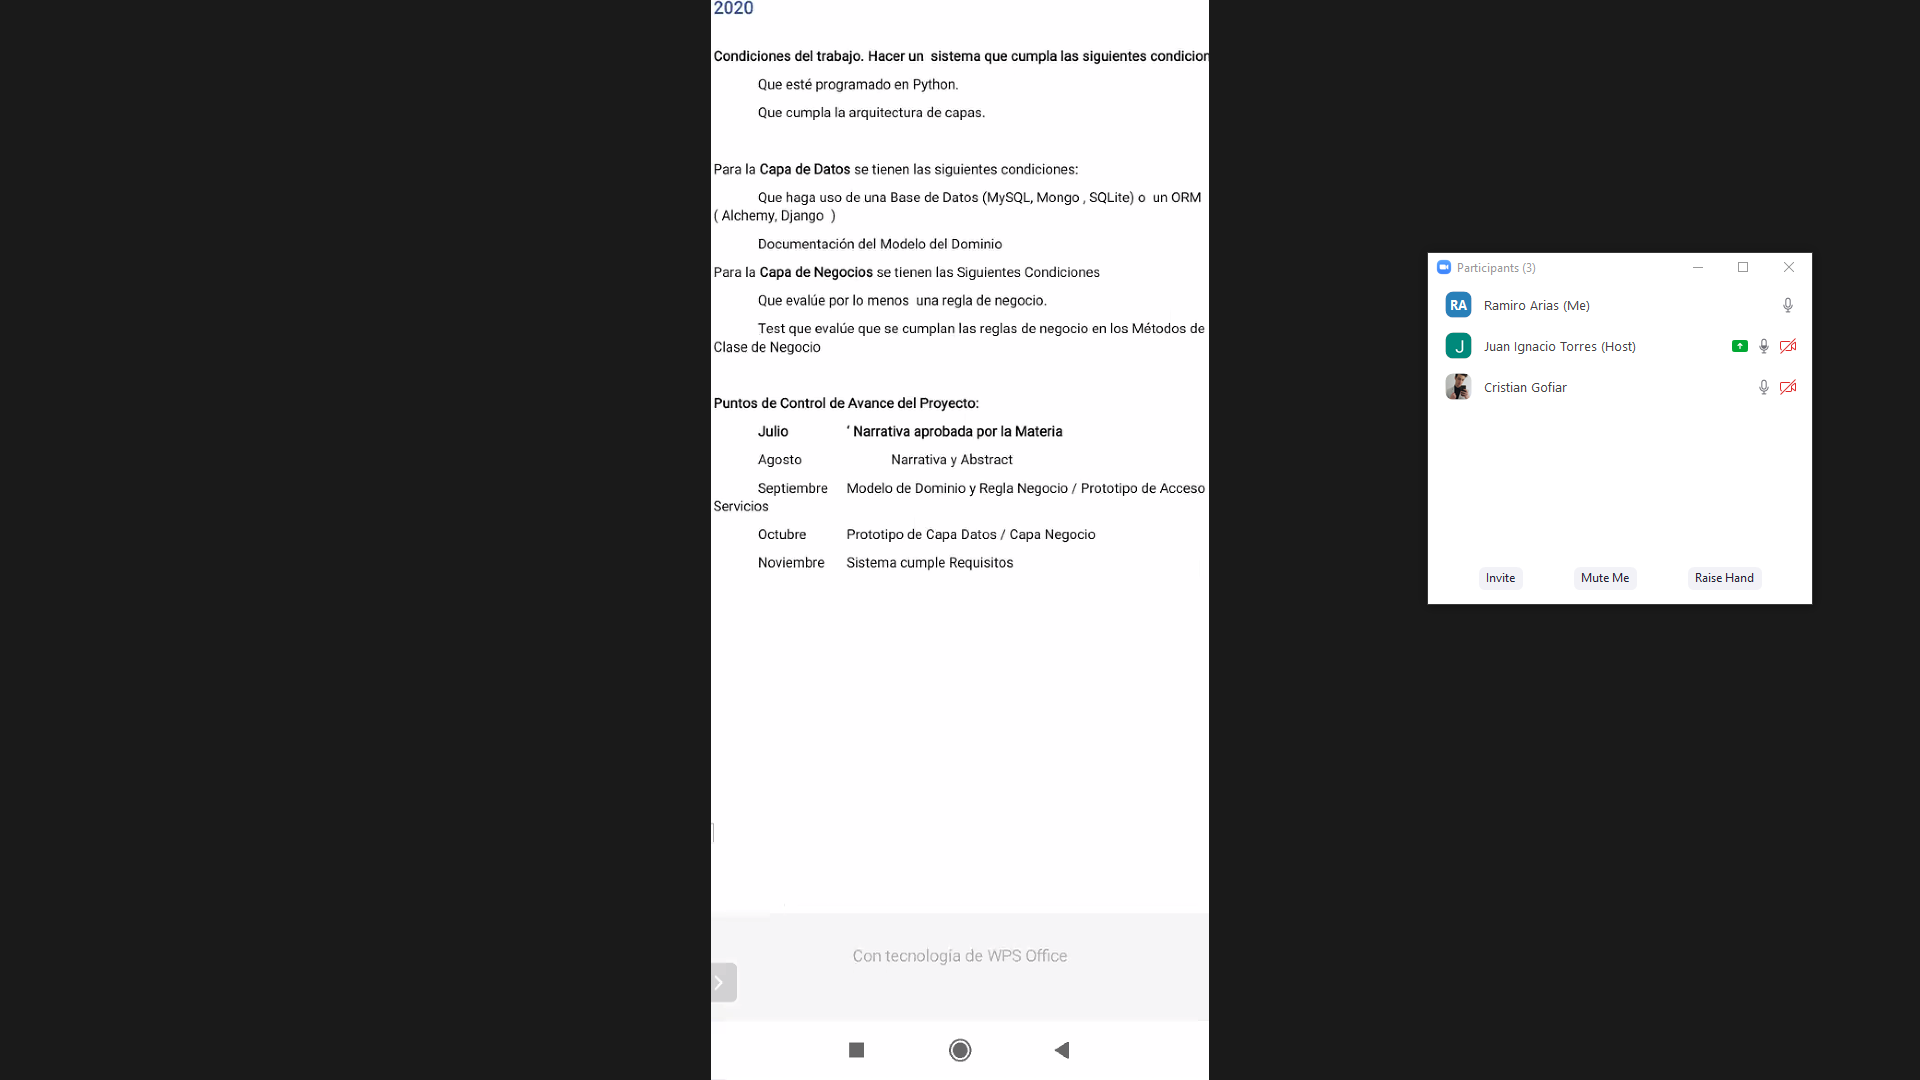 2020
Condiciones del trabajo. Hacer un sistema que cumpla las siguientes condicion
Que esté programado en Python.
Que cumpla la arquitectura de capas.
Para la Capa de Datos se tienen las siguientes condiciones:
Que haga uso de una Base de Datos (MySQL, Mongo , SQLite) o un ORM
( Alchemy, Django )
Documentación del Modelo del Dominio
Para la Capa de Negocios se tienen las Siguientes Condiciones
Que evalúe por lo menos una regla de negocio.
Test que evalúe que se cumplan las reglas de negocio en los Métodos de
Clase de Negocio
Puntos de Control de Avance del Proyecto:
Julio ‘ Narrativa aprobada por la Materia
Agosto Narrativa y Abstract
Septiembre Modelo de Dominio y Regla Negocio / Prototipo de Acceso
Servicios
Octubre Prototipo de Capa Datos / Capa Negocio
Noviembre Sistema cumple Requisitos
Con tecnología de WPS Office
Participants (3)
RA Ramiro Arias (Me)
J Juan Ignacio Torres (Host)
Cristian Gofiar
Invite Mute Me Raise Hand